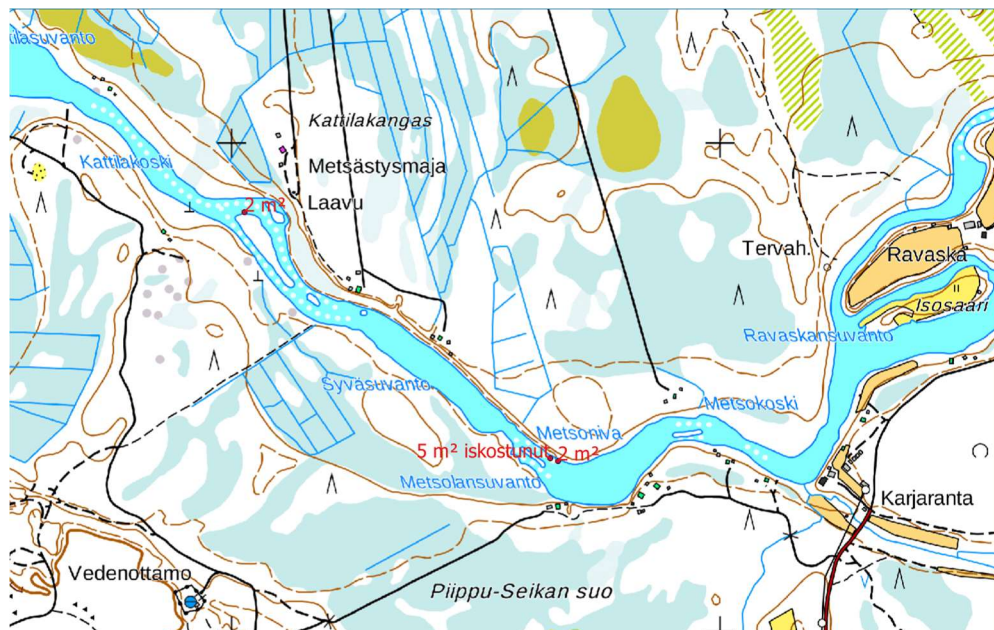 ilasuvanto
Kattilakangas
Kattilakoski
Metsästysmaja
2 m²
Laavu
Tervah.
Ravaska
Isosaari
Ravaskansuvanto
Syväsuvanto
Metsokoski
Metsoniva
5 m² iskostunut
2 m²
Metsolansuvanto
Karjaranta
Vedenottamo
Piippu-Seikan suo
V